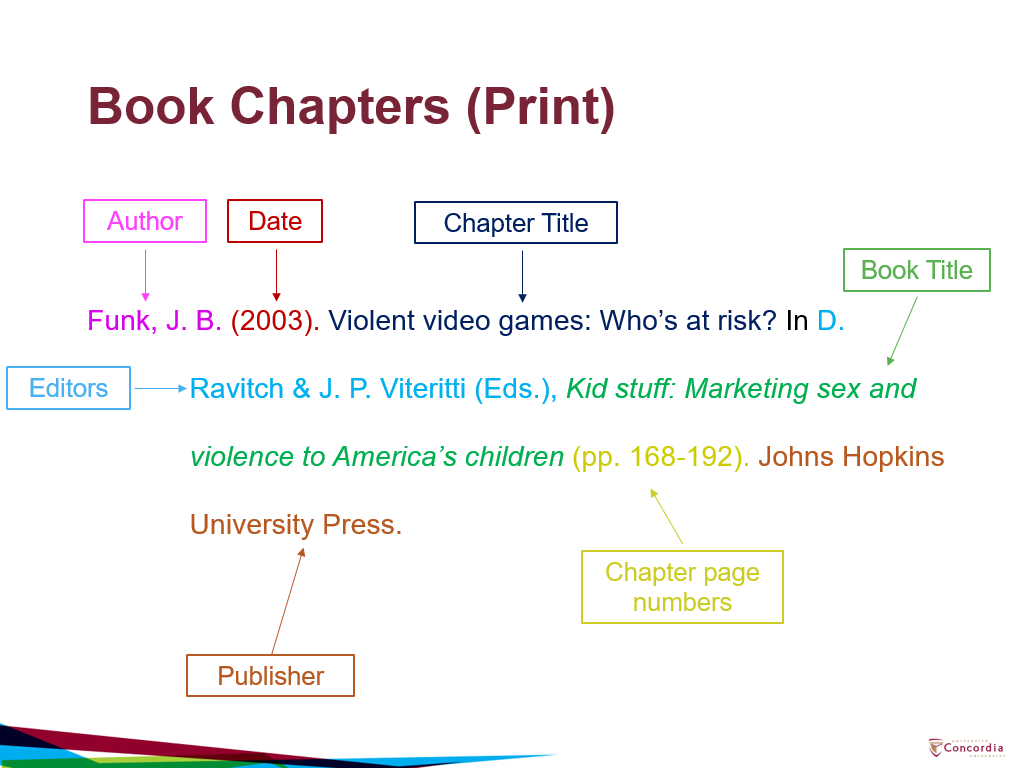 Book Chapters (Print)
Author
Date
Chapter Title
Book Title
Funk, J. B. (2003). Violent video games: Who’s at risk? In D.
Editors
Ravitch & J. P. Viteritti (Eds.), Kid stuff: Marketing sex and
violence to America’s children (pp. 168-192). Johns Hopkins
University Press.
Chapter page
numbers
Publisher
UNIVERSITÉ
Concordia
UNIVERSITY